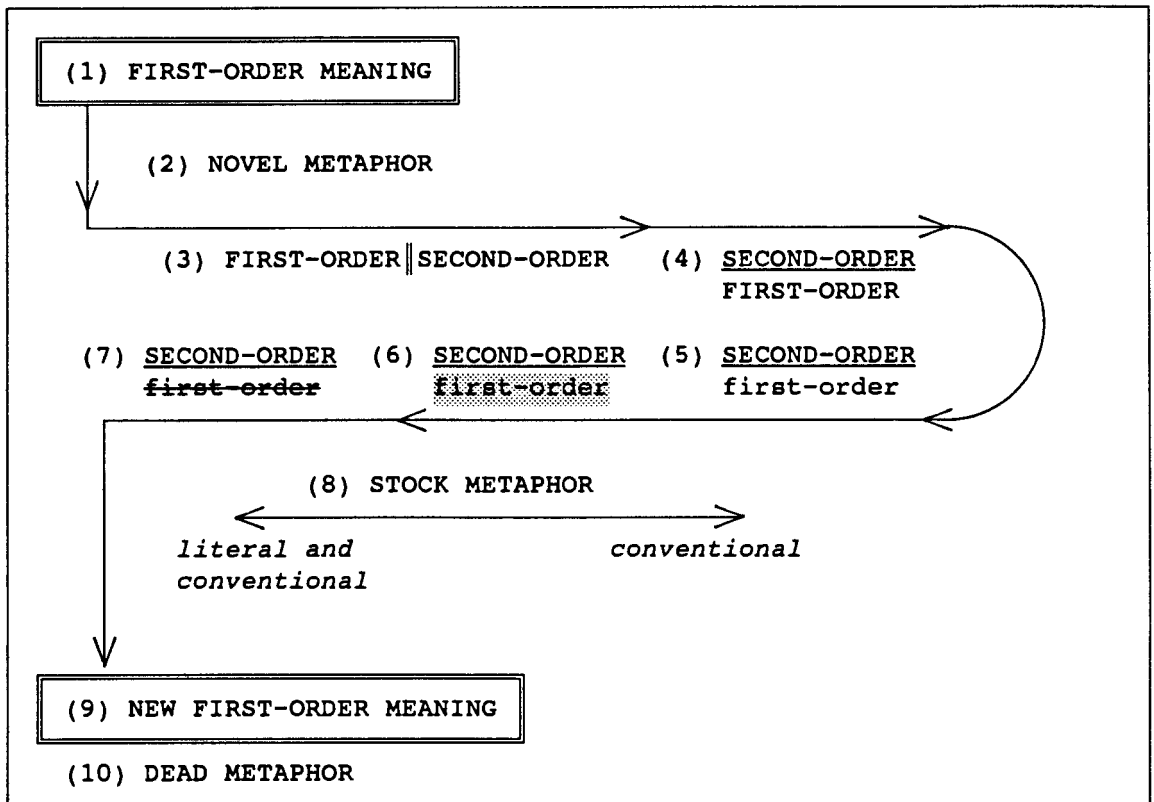 (1) FIRST-ORDER MEANING
(2) NOVEL METAPHOR
(3) FIRST-ORDER‖SECOND-ORDER (4) SECOND-ORDER
FIRST-ORDER
(7) SECOND-ORDER (6) SECOND-ORDER (5) SECOND-ORDER
first-order first-order first-order
(8) STOCK METAPHOR
literal and conventional
conventional
(9) NEW FIRST-ORDER MEANING
(10) DEAD METAPHOR